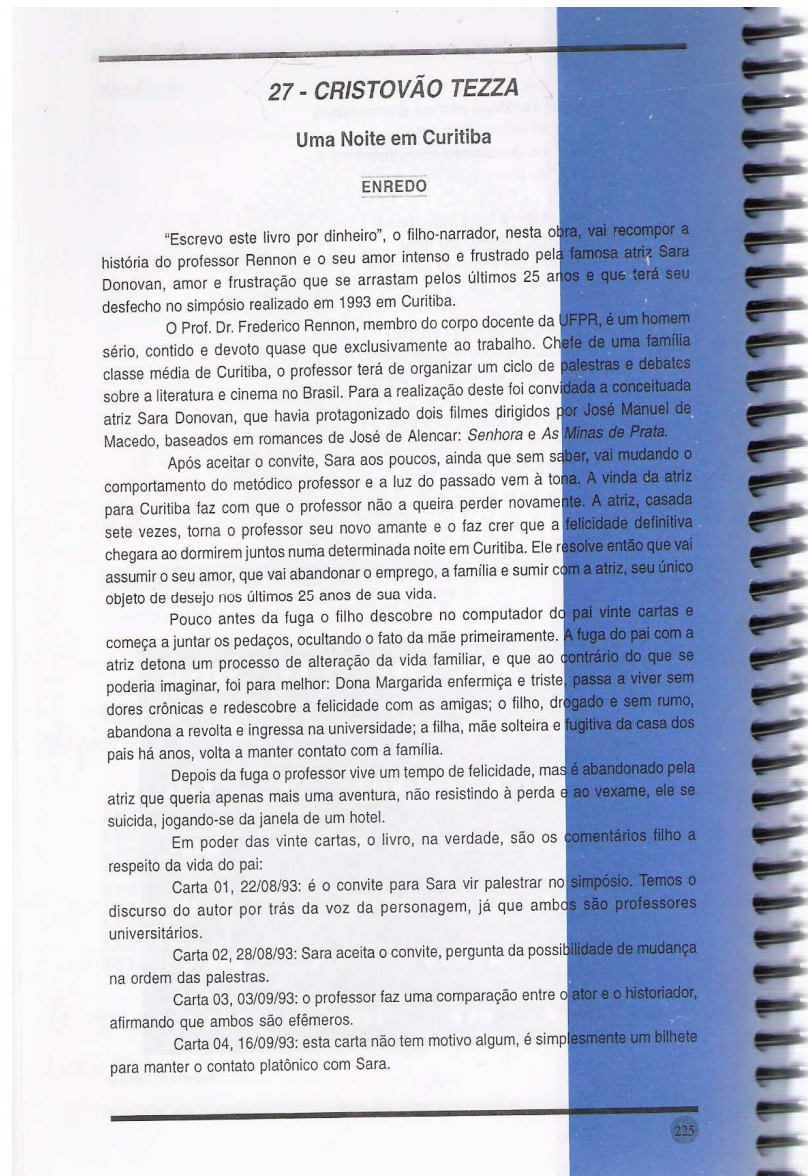 27 - CRISTOVÃO TEZZA
Uma Noite em Curitiba
ENREDO
“Escrevo este livro por dinheiro”, o filho-narrador, nesta obra, vai recompor a
história do professor Rennon e o seu amor intenso e frustrado pela famosa atriz Sara
Donovan, amor e frustração que se arrastam pelos últimos 25 anos e que terá seu
desfecho no simpósio realizado em 1993 em Curitiba.
O Prof. Dr. Frederico Rennon, membro do corpo docente da UFPR, é um homem
sério, contido e devoto quase que exclusivamente ao trabalho. Chefe de uma família
classe média de Curitiba, o professor terá de organizar um ciclo de palestras e debates
sobre a literatura e cinema no Brasil. Para a realização deste foi convidada a conceituada
atriz Sara Donovan, que havia protagonizado dois filmes dirigidos por José Manuel de
Macedo, baseados em romances de José de Alencar: Senhora e As Minas de Prata.
Após aceitar o convite, Sara aos poucos, ainda que sem saber, vai mudando o
comportamento do metódico professor e a luz do passado vem à tona. A vinda da atriz
para Curitiba faz com que o professor não a queira perder novamente. A atriz, casada
sete vezes, torna o professor seu novo amante e o faz crer que a felicidade definitiva
chegara ao dormirem juntos numa determinada noite em Curitiba. Ele resolve então que vai
assumir o seu amor, que vai abandonar o emprego, a família e sumir com a atriz, seu único
objeto de desejo nos últimos 25 anos de sua vida.
Pouco antes da fuga o filho descobre no computador do pai vinte cartas e
começa a juntar os pedaços, ocultando o fato da mãe primeiramente. A fuga do pai com a
atriz detona um processo de alteração da vida familiar, e que ao contrário do que se
poderia imaginar, foi para melhor: Dona Margarida enfermiça e triste, passa a viver sem
dores crônicas e redescobre a felicidade com as amigas; o filho, drogado e sem rumo,
abandona a revolta e ingressa na universidade; a filha, mãe solteira e fugitiva da casa dos
pais há anos, volta a manter contato com a família.
Depois da fuga o professor vive um tempo de felicidade, mas é abandonado pela
atriz que queria apenas mais uma aventura, não resistindo à perda e ao vexame, ele se
suicida, jogando-se da janela de um hotel.
Em poder das vinte cartas, o livro, na verdade, são os comentários filho a
respeito da vida do pai:
Carta 01, 22/08/93: é o convite para Sara vir palestrar no simpósio. Temos o
discurso do autor por trás da voz da personagem, já que ambos são professores
universitários.
Carta 02, 28/08/93: Sara aceita o convite, pergunta da possibilidade de mudança
na ordem das palestras.
Carta 03, 03/09/93: o professor faz uma comparação entre o ator e o historiador,
afirmando que ambos são efêmeros.
Carta 04, 16/09/93: esta carta não tem motivo algum, é simplesmente um bilhete
para manter o contato platônico com Sara.
225